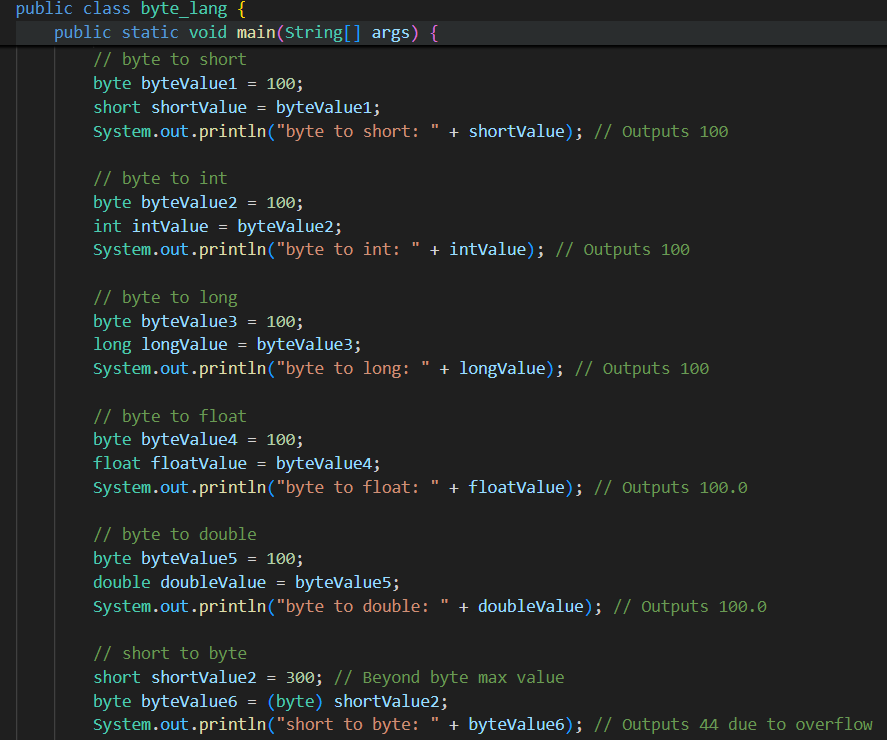 public class byte_lang {
    public static void main(String[] args) {
        // byte to short
        byte byteValue1 = 100;
        short shortValue = byteValue1;
        System.out.println("byte to short: " + shortValue); // Outputs 100

        // byte to int
        byte byteValue2 = 100;
        int intValue = byteValue2;
        System.out.println("byte to int: " + intValue); // Outputs 100

        // byte to long
        byte byteValue3 = 100;
        long longValue = byteValue3;
        System.out.println("byte to long: " + longValue); // Outputs 100

        // byte to float
        byte byteValue4 = 100;
        float floatValue = byteValue4;
        System.out.println("byte to float: " + floatValue); // Outputs 100.0

        // byte to double
        byte byteValue5 = 100;
        double doubleValue = byteValue5;
        System.out.println("byte to double: " + doubleValue); // Outputs 100.0

        // short to byte
        short shortValue2 = 300; // Beyond byte max value
        byte byteValue6 = (byte) shortValue2;
        System.out.println("short to byte: " + byteValue6); // Outputs 44 due to overflow